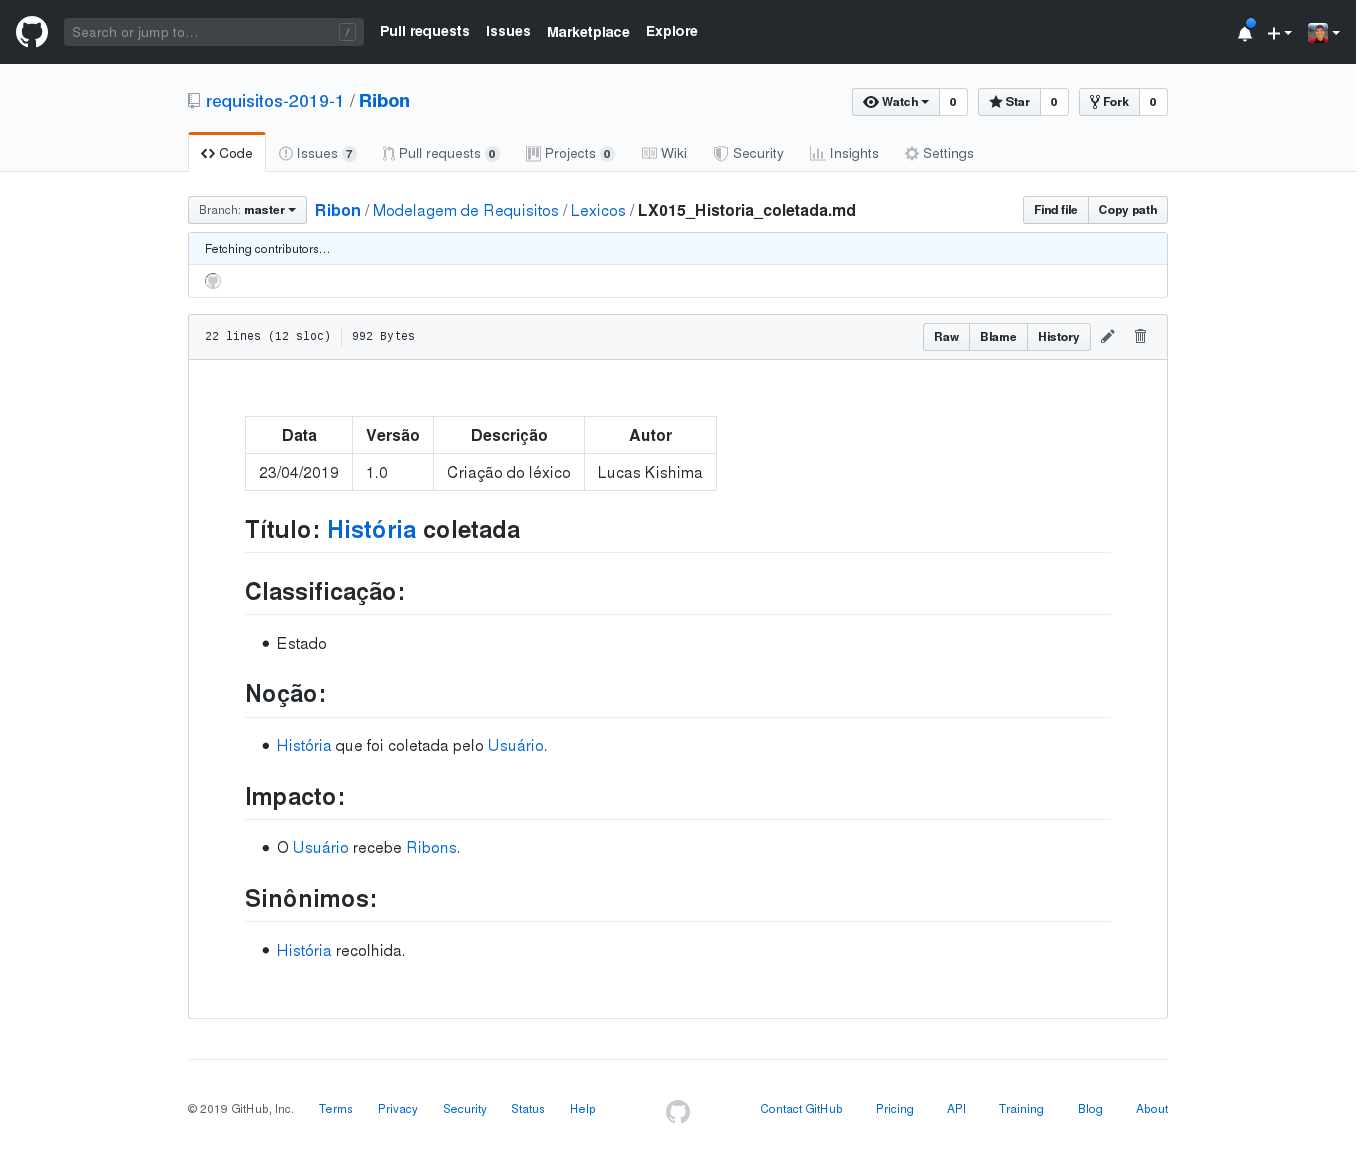 Search or jump to… /
Pull requests Issues Marketplace Explore
requisitos-2019-1 / Ribon
Watch 0 Star 0 Fork 0
Code Issues 7 Pull requests 0 Projects 0 Wiki Security Insights Settings
Branch: master Ribon / Modelagem de Requisitos / Lexicos / LX015_Historia_coletada.md Find file Copy path
Fetching contributors…
22 lines (12 sloc) 992 Bytes Raw Blame History
Data Versão Descrição Autor
23/04/2019 1.0 Criação do léxico Lucas Kishima
Título: História coletada
Classificação:
Estado
Noção:
História que foi coletada pelo Usuário.
Impacto:
O Usuário recebe Ribons.
Sinônimos:
História recolhida.
© 2019 GitHub, Inc. Terms Privacy Security Status Help Contact GitHub Pricing API Training Blog About